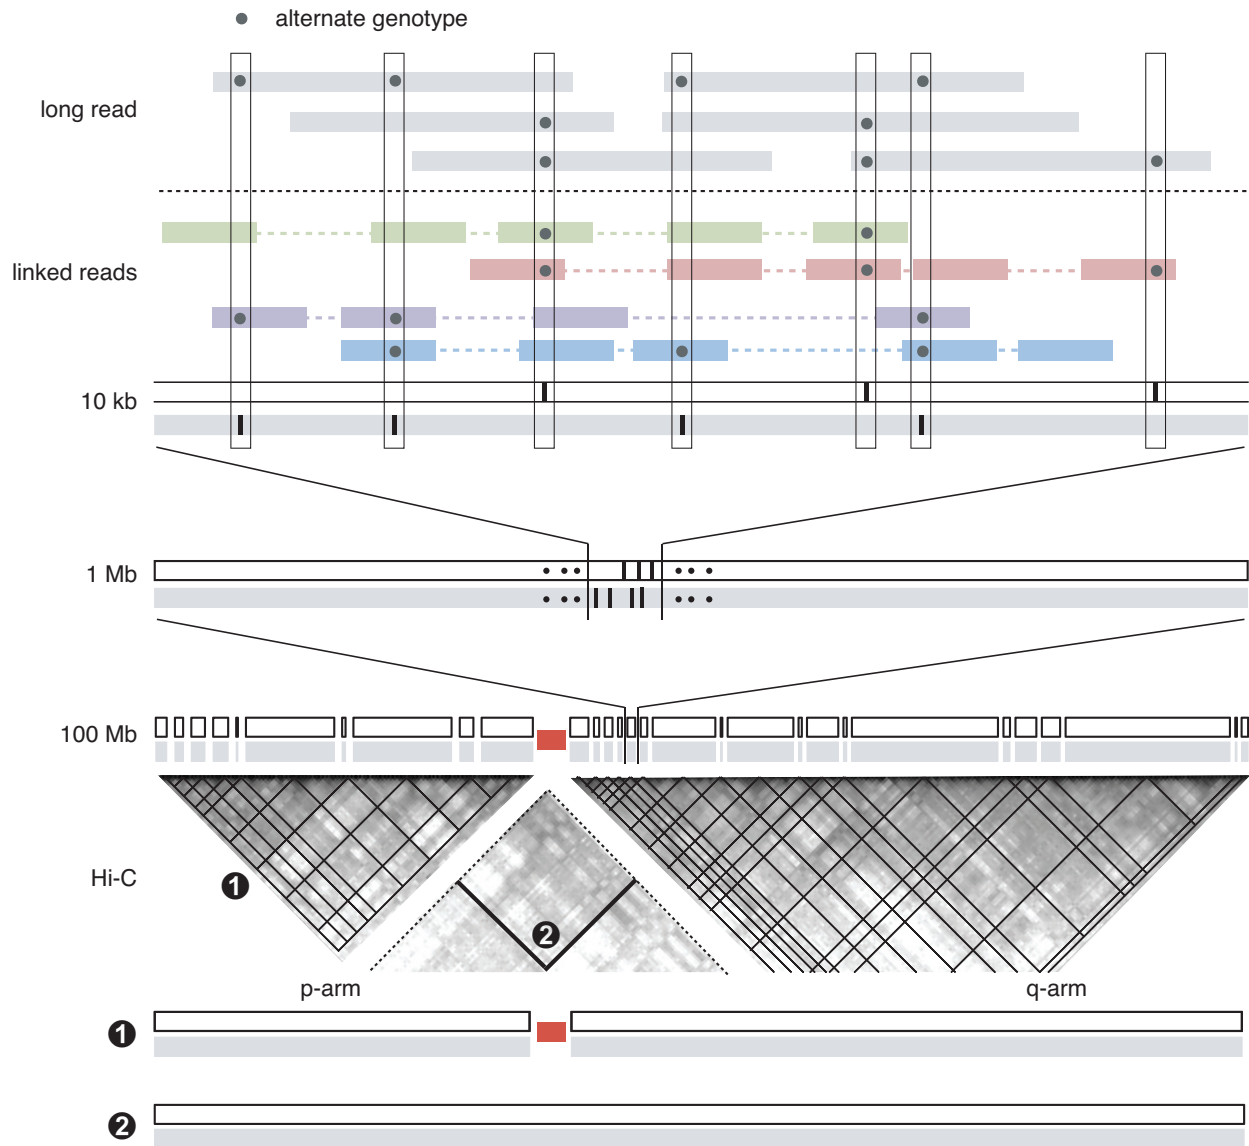 alternate genotype
long read
linked reads
10 kb
1 Mb
100 Mb
Hi-C
1
2
p-arm
q-arm
1
2